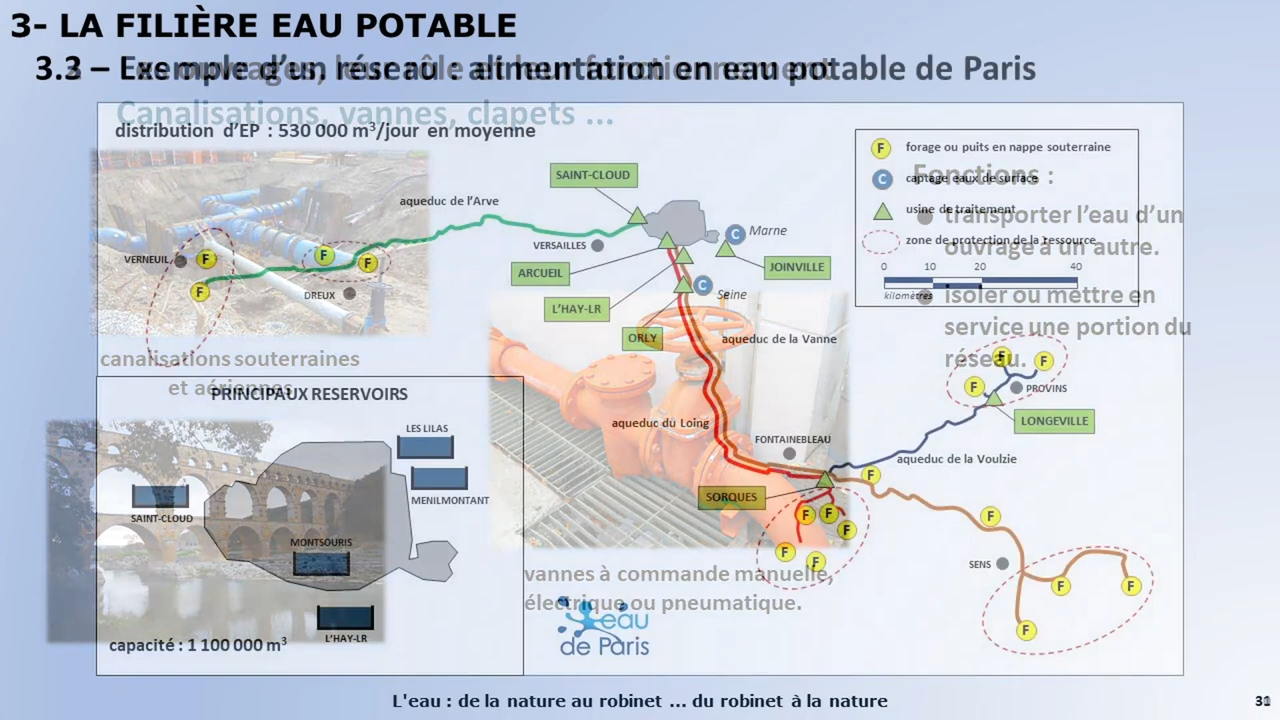 3- LA FILIÈRE EAU POTABLE
3.3 – Exemple d'un réseau : alimentation en eau potable de Paris
Canalisations, vannes, clapets ...
distribution d'EP : 530 000 m³/jour en moyenne
forage ou puits en nappe souterraine
captage eaux de surface
usine de traitement
zone de protection de la ressource
0 10 20 40
kilomètres
Fonctions :
transporter l'eau d'un
ouvrage à un autre.
isoler ou mettre en
service une portion du
réseau.
SAINT-CLOUD
aqueduc de l'Arve
VERSAILLES
Marne
ARCUEIL
JOINVILLE
VERNEUIL
DREUX
L'HAY-LR
Seine
ORLY
aqueduc de la Vanne
canalisations souterraines
et aériennes
PRINCIPAUX RESERVOIRS
PROVINS
LONGEVILLE
LES LILAS
aqueduc du Loing
FONTAINEBLEAU
aqueduc de la Voulzie
MENILMONTANT
SORQUES
SAINT-CLOUD
MONTSOURIS
SENS
vannes à commande manuelle,
électrique ou pneumatique.
L'HAY-LR
capacité : 1 100 000 m³
eau
de Paris
F
C
F
F
F
F
C
C
F
F
F
F
F
F
F
F
F
F
F
F
F
L'eau : de la nature au robinet ... du robinet à la nature